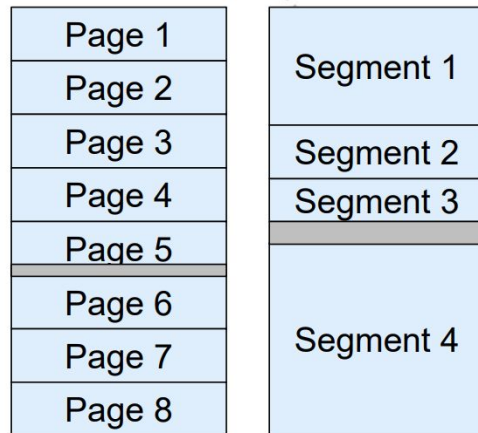 Page 1
Page 2
Page 3
Page 4
Page 5
Page 6
Page 7
Page 8
Segment 1
Segment 2
Segment 3
Segment 4